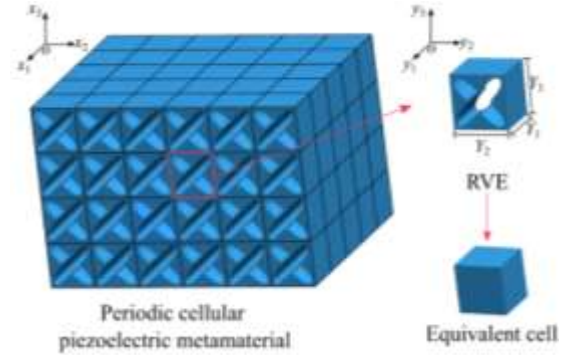 x₃
x₂
x₁
y₃
y₂
y₁
Y₃
Y₁
Y₂
RVE
Periodic cellular
piezoelectric metamaterial
Equivalent cell